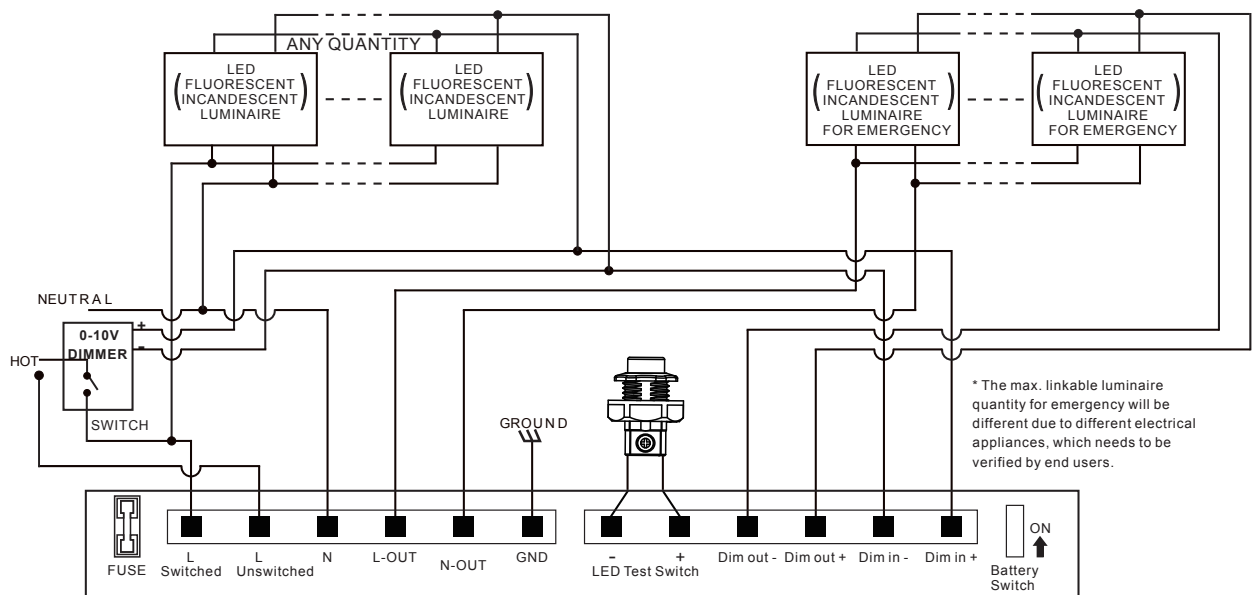 ANY QUANTITY
LED
FLUORESCENT
( INCANDESCENT )
LUMINAIRE
LED
FLUORESCENT
( INCANDESCENT )
LUMINAIRE
LED
FLUORESCENT
( INCANDESCENT )
LUMINAIRE
FOR EMERGENCY
LED
FLUORESCENT
( INCANDESCENT )
LUMINAIRE
FOR EMERGENCY
NEUTRAL
0-10V
DIMMER
+
-
HOT
SWITCH
GROUND
* The max. linkable luminaire
quantity for emergency will be
different due to different electrical
appliances, which needs to be
verified by end users.
FUSE
L
Switched
L
Unswitched
N
L-OUT
N-OUT
GND
- +
LED Test Switch
Dim out -
Dim out +
Dim in -
Dim in +
ON
Battery
Switch